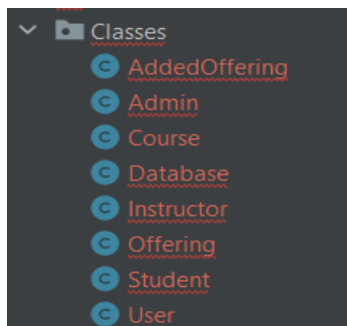 Classes
C AddedOffering
C Admin
C Course
C Database
C Instructor
C Offering
C Student
C User